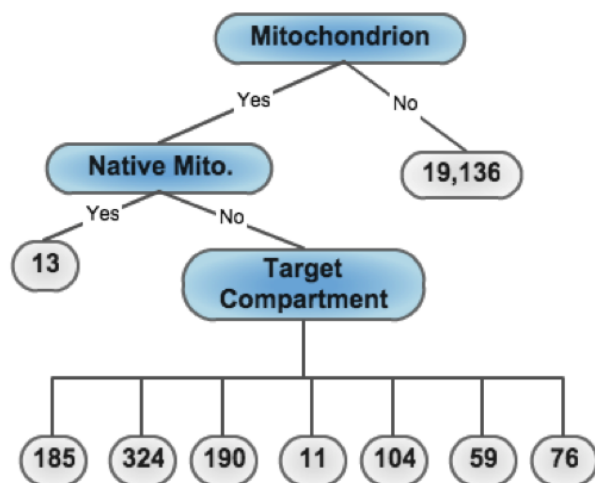 Mitochondrion
Yes
No
Native Mito.
19,136
Yes
No
13
Target
Compartment
185 324 190 11 104 59 76